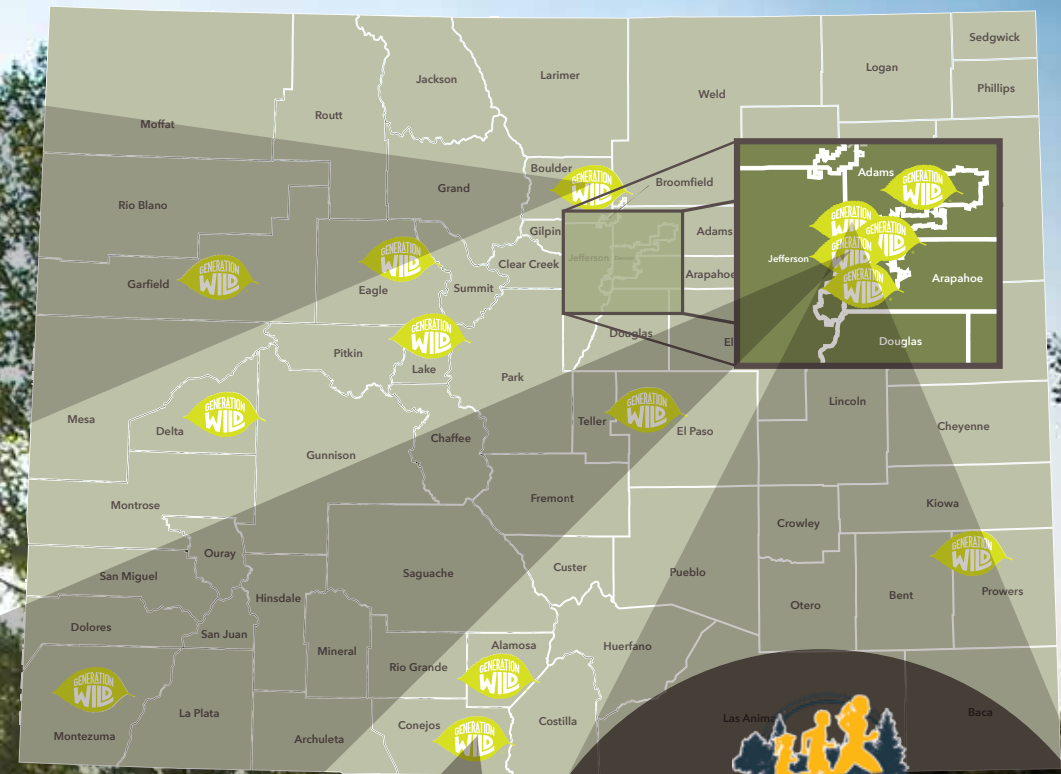 Sedgwick
Jackson
Larimer
Logan
Weld
Phillips
Routt
Moffat
Boulder
GENERATION
WILD
Broomfield
Adams
GENERATION
WILD
Grand
Rio Blano
GENERATION
WILD
GENERATION
WILD
GENERATION
WILD
GENERATION
WILD
Jefferson
Arapahoe
Douglas
Gilpin
Adams
Jefferson
Clear Creek
Arapahoe
GENERATION
WILD
Garfield
GENERATION
WILD
Eagle
Summit
Douglas
El
GENERATION
WILD
Pitkin
Lake
Park
Mesa
Delta
GENERATION
WILD
Gunnison
Chaffee
Teller
GENERATION
WILD
El Paso
Lincoln
Cheyenne
Montrose
Fremont
Kiowa
Crowley
Ouray
San Miguel
Saguache
Custer
Pueblo
GENERATION
WILD
Prowers
Hinsdale
Otero
Bent
Dolores
San Juan
Mineral
Rio Grande
Alamosa
GENERATION
WILD
Huerfano
GENERATION
WILD
Montezuma
La Plata
Archuleta
Conejos
GENERATION
WILD
Costilla
Las Anima
Baca